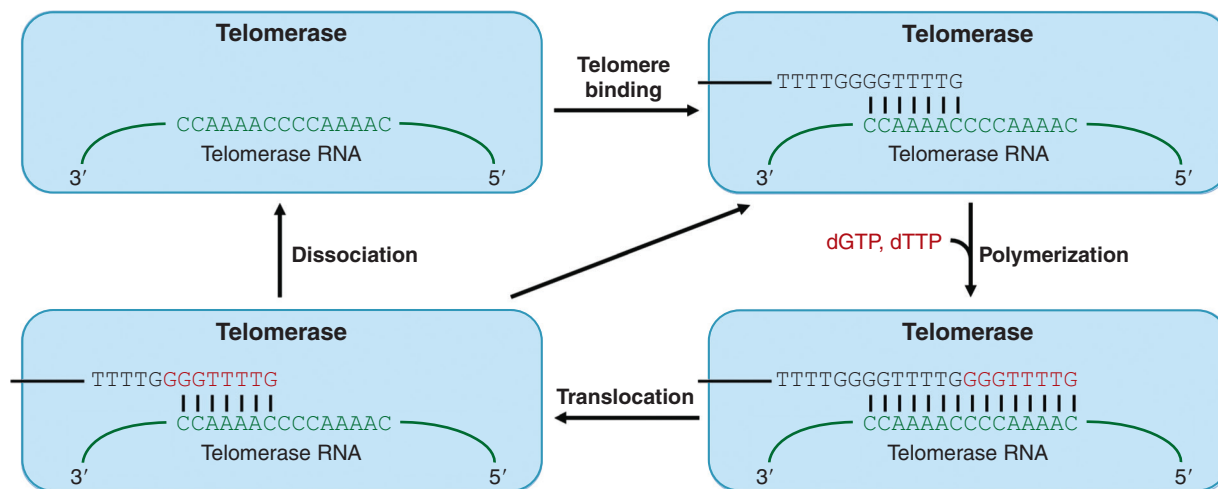 Telomerase
CCAAAACCCCAAAAC
Telomerase RNA
3′
5′
Telomere
binding
Telomerase
TTTTGGGGTTTTG
CCAAAACCCCAAAAC
Telomerase RNA
3′
5′
Dissociation
dGTP, dTTP
Polymerization
Telomerase
TTTTGGGGTTTTG
CCAAAACCCCAAAAC
Telomerase RNA
3′
5′
Translocation
Telomerase
TTTTGGGGTTTTGGGGTTTTG
CCAAAACCCCAAAAC
Telomerase RNA
3′
5′